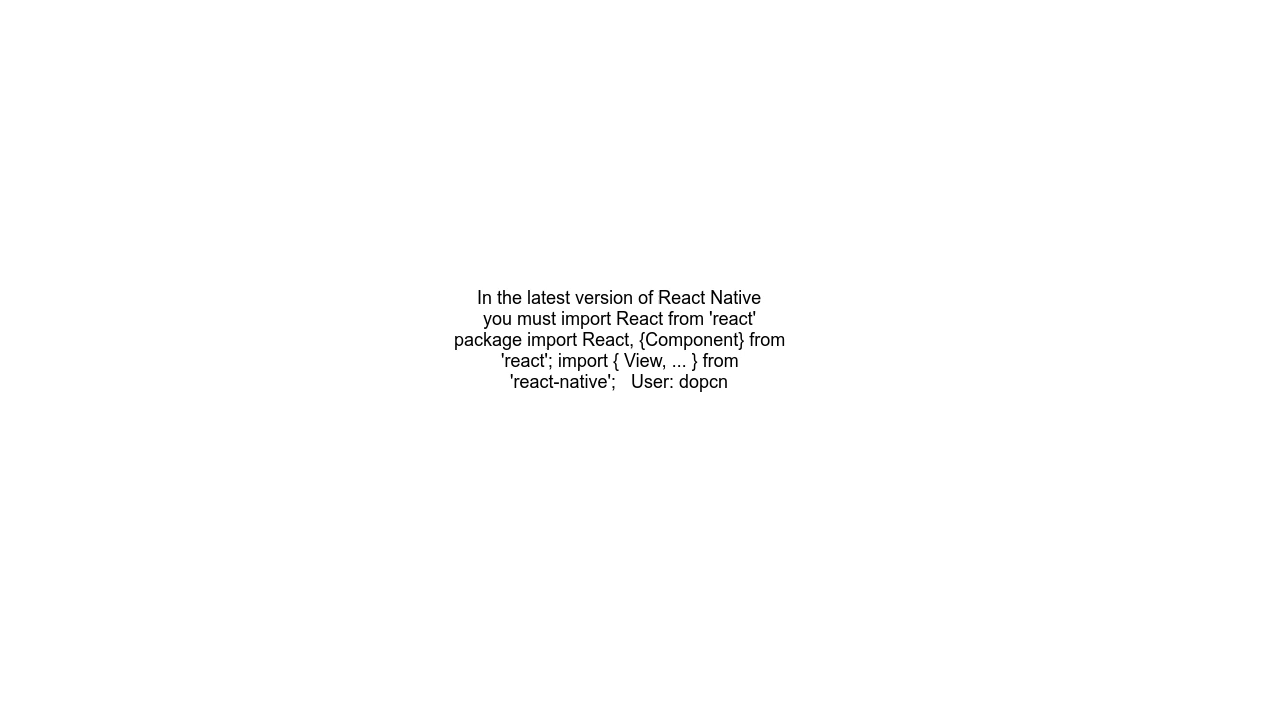 In the latest version of React Native
you must import React from 'react'
package import React, {Component} from
'react'; import { View, ... } from
'react-native';   User: dopcn